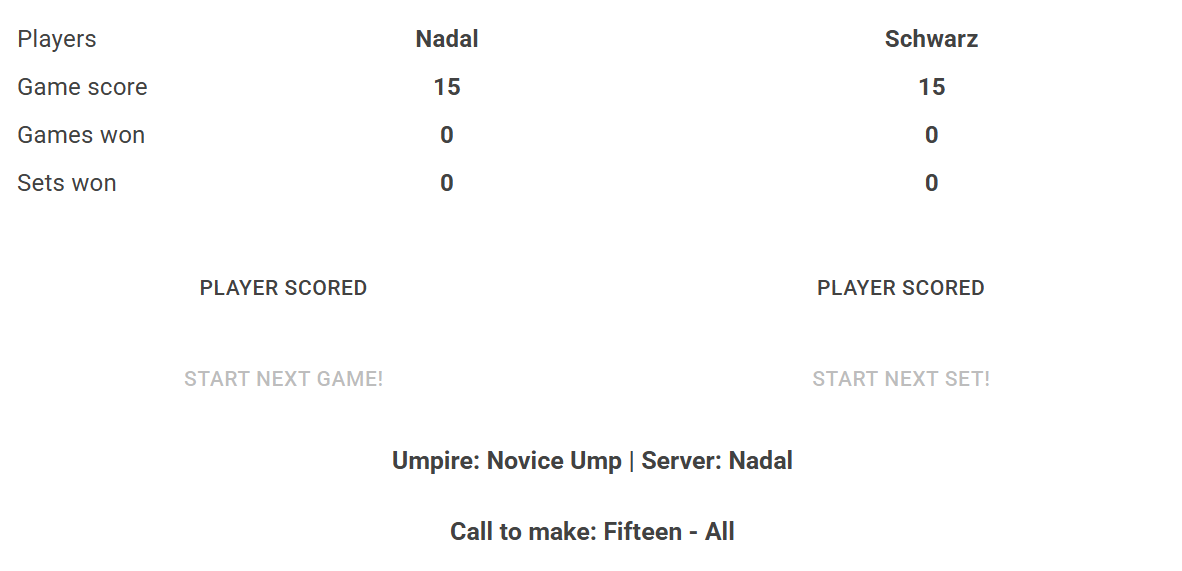 Players Nadal Schwarz
Game score 15 15
Games won 0 0
Sets won 0 0
PLAYER SCORED PLAYER SCORED
START NEXT GAME! START NEXT SET!
Umpire: Novice Ump | Server: Nadal
Call to make: Fifteen - All